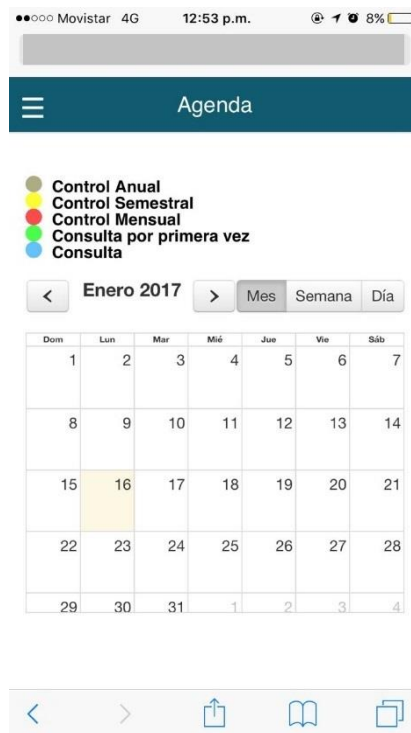 Movistar 4G 12:53 p.m. 8%
Agenda
Control Anual
Control Semestral
Control Mensual
Consulta por primera vez
Consulta
Enero 2017 Mes Semana Día
Dom Lun Mar Mié Jue Vie Sáb
1 2 3 4 5 6 7
8 9 10 11 12 13 14
15 16 17 18 19 20 21
22 23 24 25 26 27 28
29 30 31 1 2 3 4